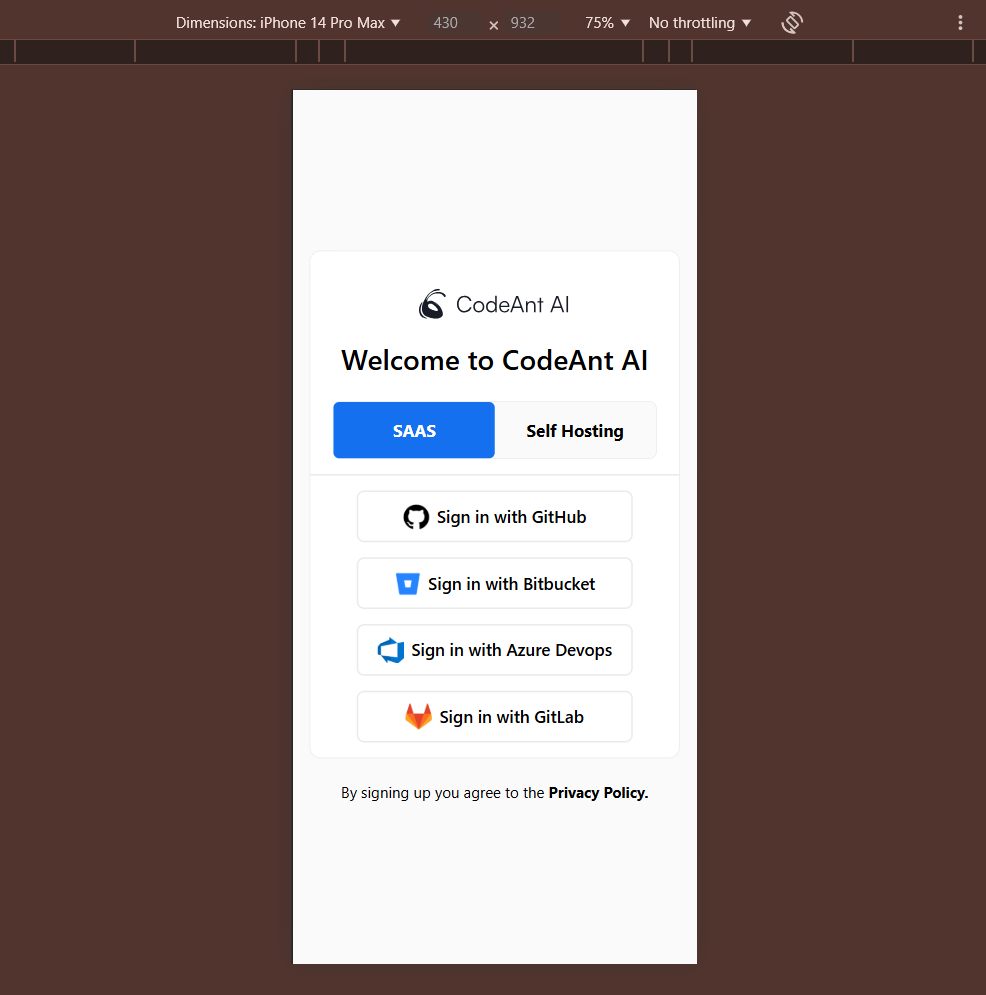 Dimensions: iPhone 14 Pro Max ▼ 430 × 932 75% ▼ No throttling ▼
CodeAnt AI
Welcome to CodeAnt AI
SAAS Self Hosting
Sign in with GitHub
Sign in with Bitbucket
Sign in with Azure Devops
Sign in with GitLab
By signing up you agree to the Privacy Policy.